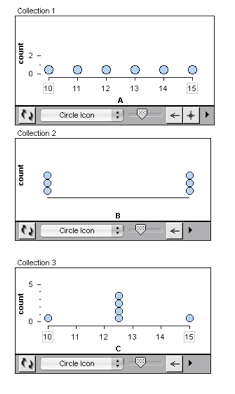 Collection 1
count
2
0
10 11 12 13 14 15
A
Circle Icon
Collection 2
count
B
Circle Icon
Collection 3
count
5
0
10 11 12 13 14 15
C
Circle Icon